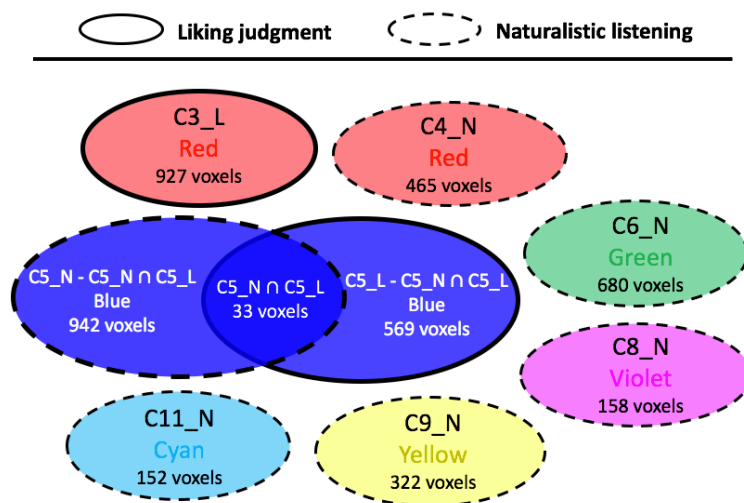 Liking judgment
Naturalistic listening
C3_L
Red
927 voxels
C4_N
Red
465 voxels
C5_N - C5_N ∩ C5_L
Blue
942 voxels
C5_N ∩ C5_L
33 voxels
C5_L - C5_N ∩ C5_L
Blue
569 voxels
C6_N
Green
680 voxels
C8_N
Violet
158 voxels
C11_N
Cyan
152 voxels
C9_N
Yellow
322 voxels